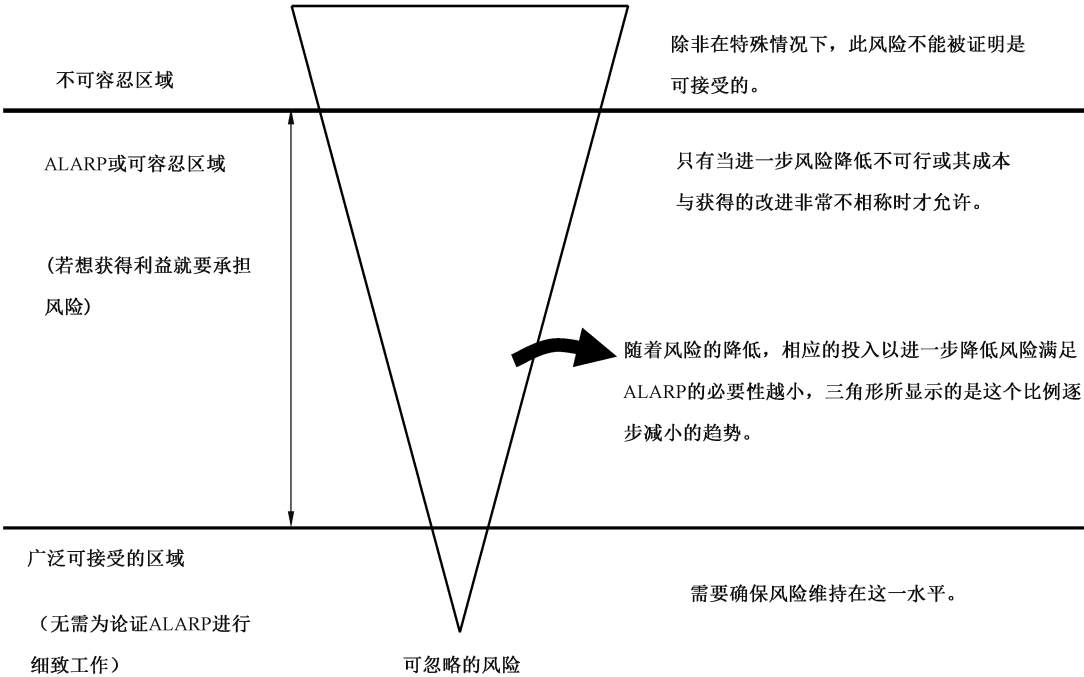 除非在特殊情况下，此风险不能被证明是
可接受的。
不可容忍区域
ALARP或可容忍区域
只有当进一步风险降低不可行或其成本
与获得的改进非常不相称时才允许。
(若想获得利益就要承担
风险)
随着风险的降低，相应的投入以进一步降低风险满足
ALARP的必要性越小，三角形所显示的是这个比例逐
步减小的趋势。
广泛可接受的区域
需要确保风险维持在这一水平。
（无需为论证ALARP进行
细致工作）
可忽略的风险